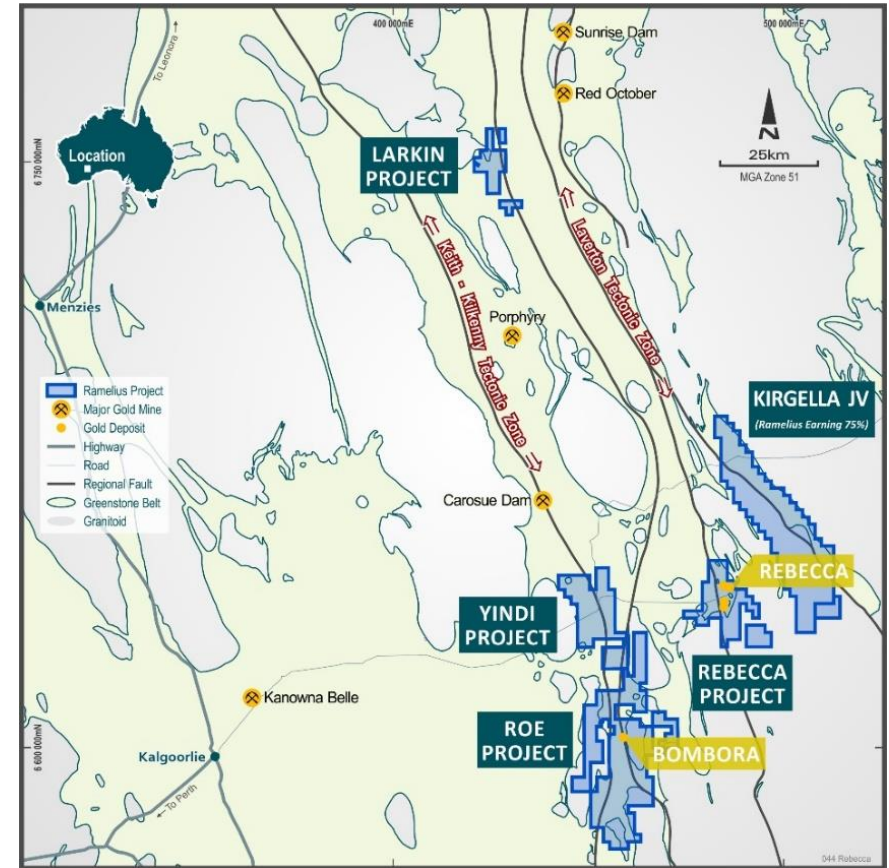 400 000mE
500 000mE
To Leonora →
Sunrise Dam
Red October
N
25km
MGA Zone 51
Location
6 750 000mN
LARKIN
PROJECT
Keith - Kilkenny Tectonic Zone
Laverton Tectonic Zone
Menzies
Porphyry
Ramelius Project
Major Gold Mine
Gold Deposit
Highway
Road
Regional Fault
Greenstone Belt
Granitoid
KIRGELLA JV
(Ramelius Earning 75%)
Carosue Dam
REBECCA
YINDI
PROJECT
REBECCA
PROJECT
Kanowna Belle
ROE
PROJECT
BOMBORA
6 600 000mN
Kalgoorlie
← To Perth
044 Rebecca